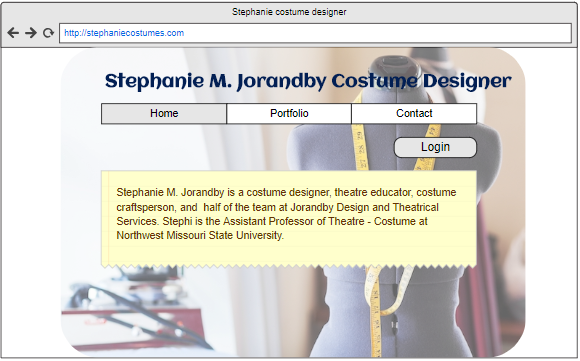 Stephanie costume designer
http://stephaniecostumes.com
Stephanie M. Jorandby Costume Designer
Home Portfolio Contact
Login
Stephanie M. Jorandby is a costume designer, theatre educator, costume
craftsperson, and half of the team at Jorandby Design and Theatrical
Services. Stephi is the Assistant Professor of Theatre - Costume at
Northwest Missouri State University.